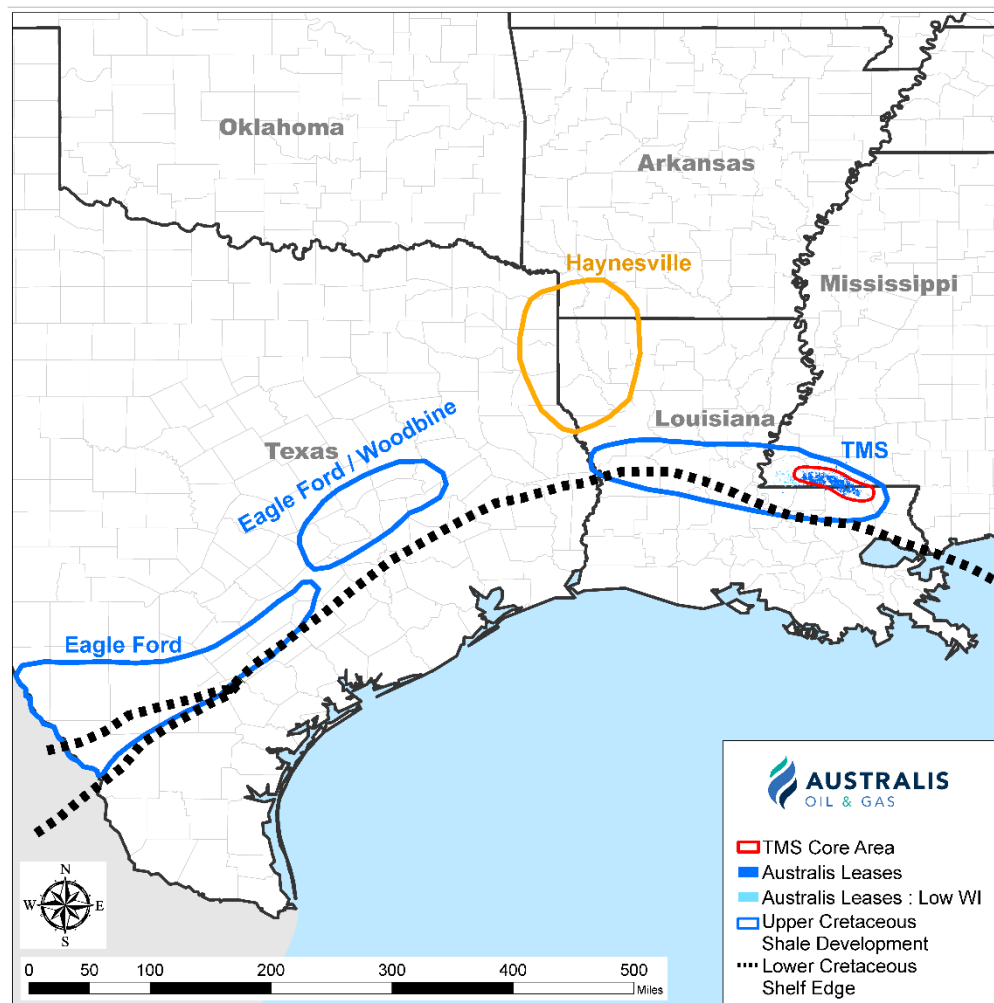 Oklahoma
Arkansas
Haynesville
Mississippi
Louisiana
Texas
TMS
Eagle Ford / Woodbine
Eagle Ford
AUSTRALIS
OIL & GAS
TMS Core Area
Australis Leases
Australis Leases : Low WI
Upper Cretaceous
Shale Development
Lower Cretaceous
Shelf Edge
N
W E
S
0 50 100 200 300 400 500
Miles